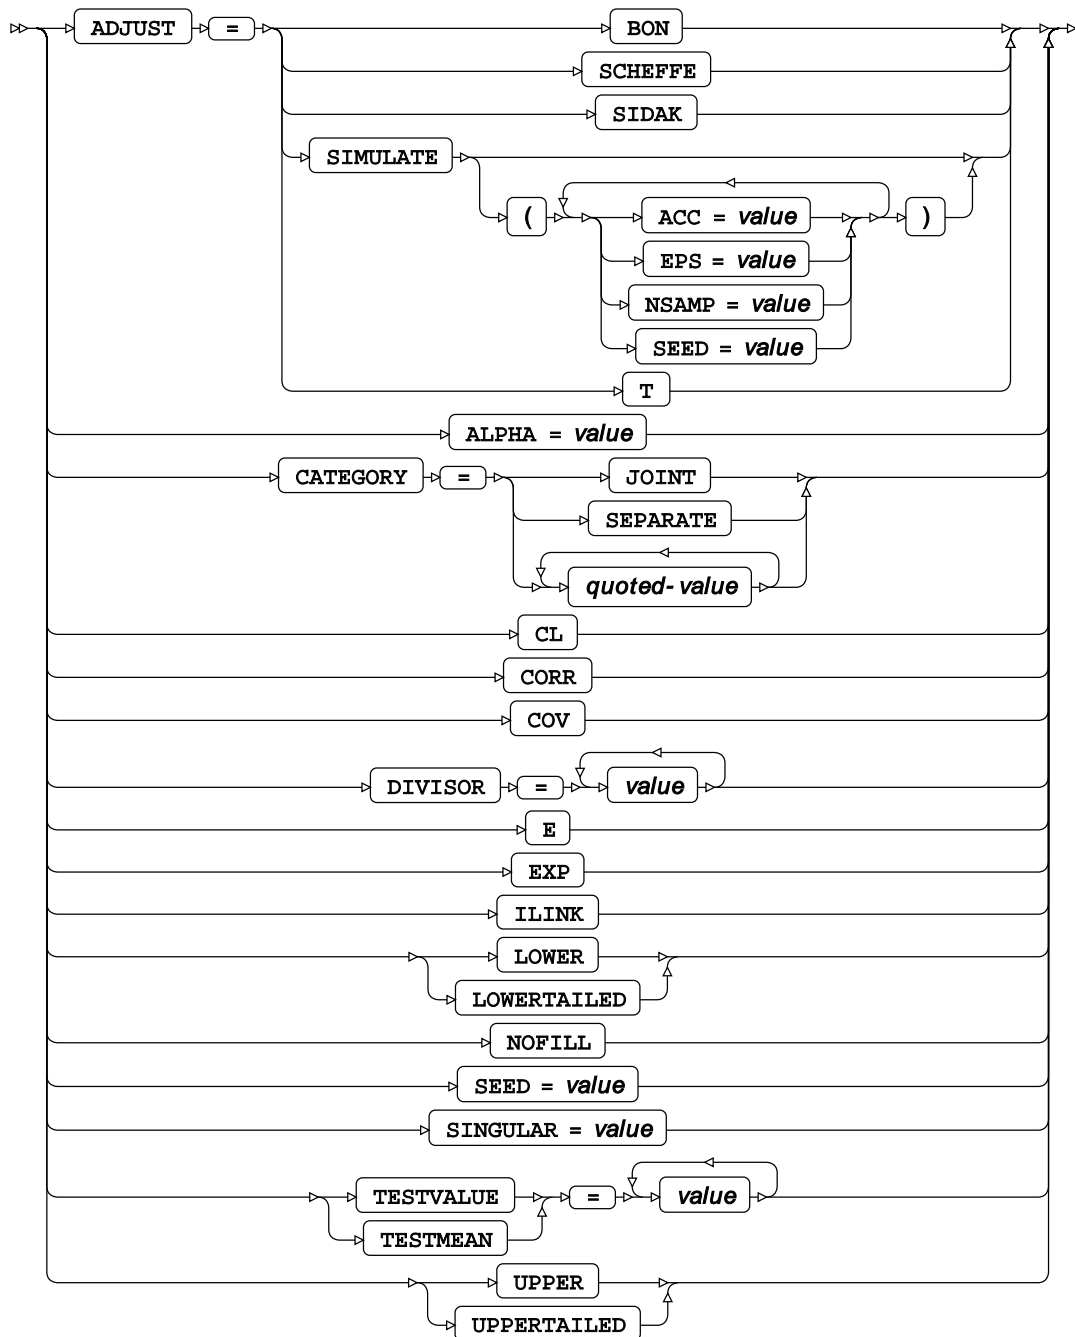 ADJUST = BON
SCHEFFE
SIDAK
SIMULATE
( ACC = value )
EPS = value
NSAMP = value
SEED = value
T
ALPHA = value
CATEGORY = JOINT
SEPARATE
quoted-value
CL
CORR
COV
DIVISOR = value
E
EXP
ILINK
LOWER
LOWERTAILED
NOFILL
SEED = value
SINGULAR = value
TESTVALUE = value
TESTMEAN
UPPER
UPPERTAILED